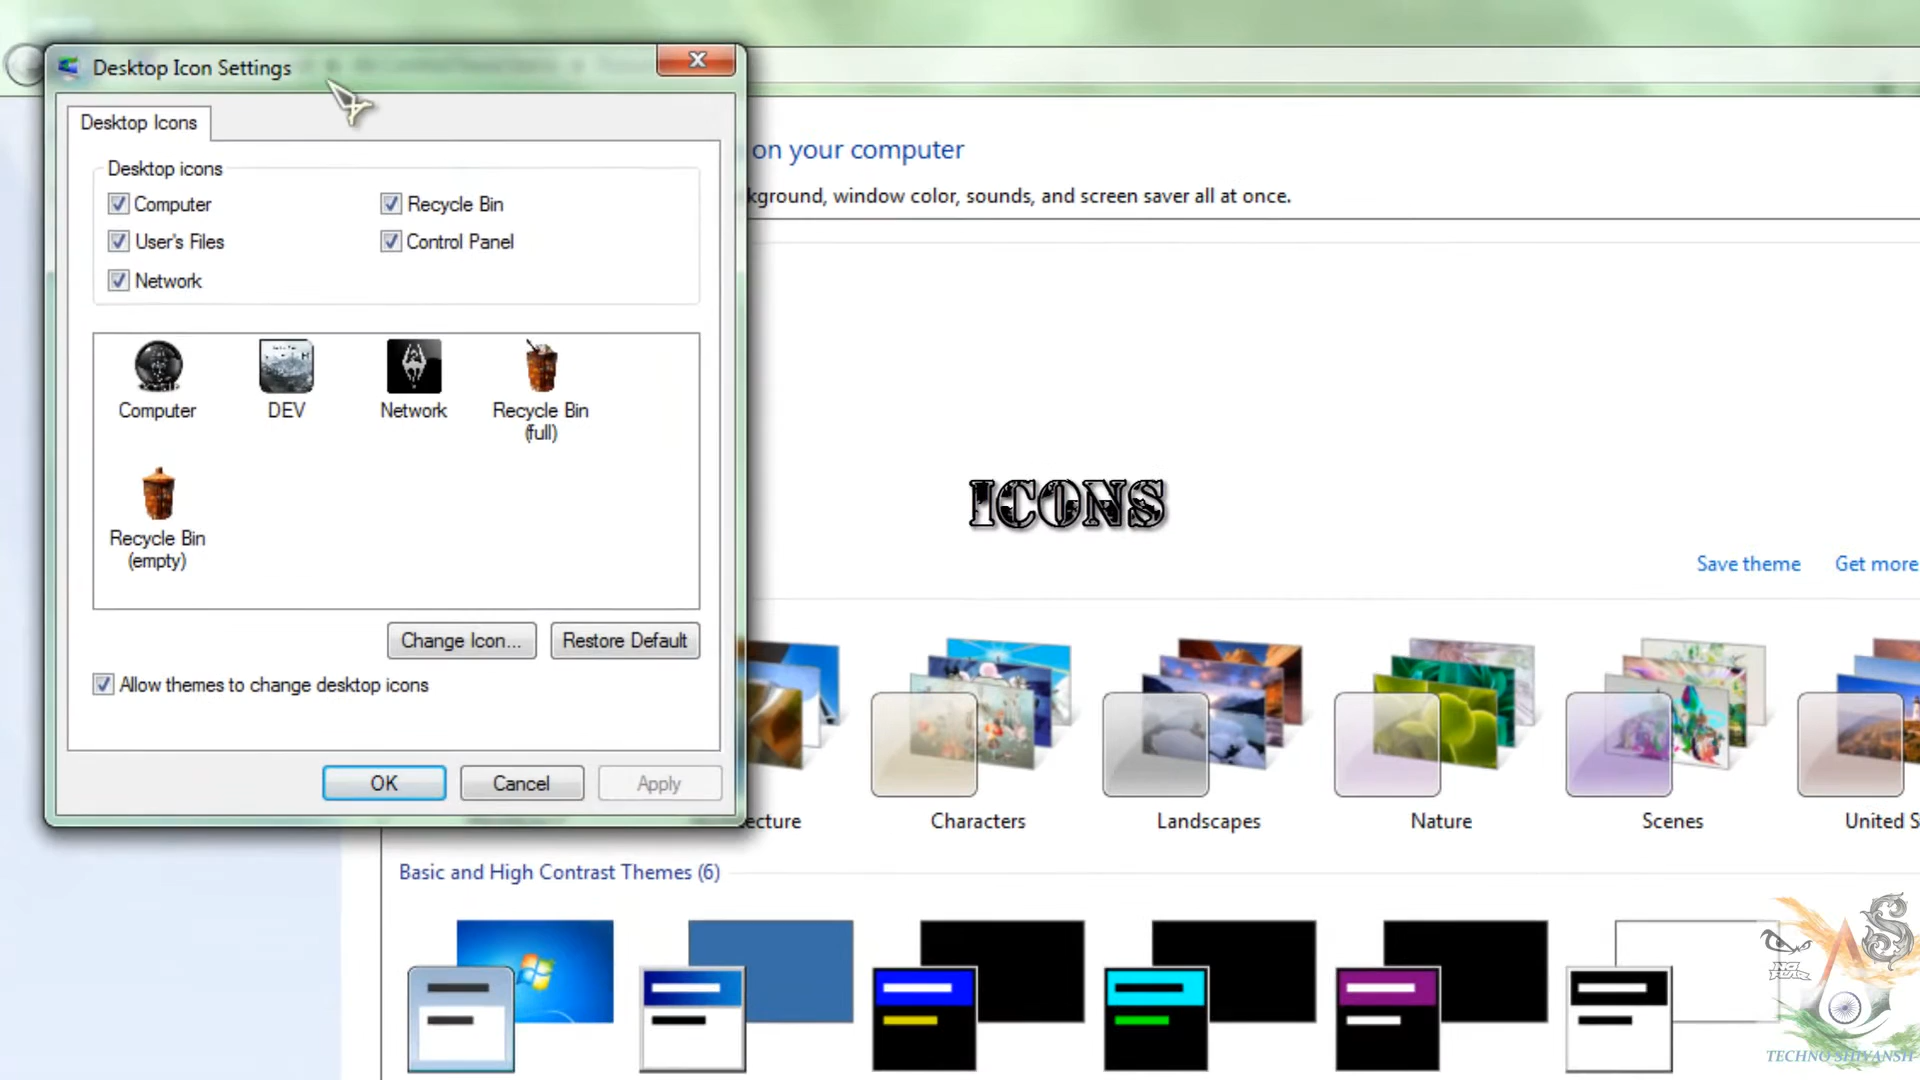 Desktop Icon Settings
Desktop Icons
Desktop icons
Computer
Recycle Bin
User's Files
Control Panel
Network
Computer
DEV
Network
Recycle Bin
(full)
Recycle Bin
(empty)
Change Icon...
Restore Default
Allow themes to change desktop icons
OK
Cancel
Apply
on your computer
kground, window color, sounds, and screen saver all at once.
ICONS
Save theme
Get more
ecture
Characters
Landscapes
Nature
Scenes
United S
Basic and High Contrast Themes (6)
NO FEAR
S
TECHNO SHIVANSH